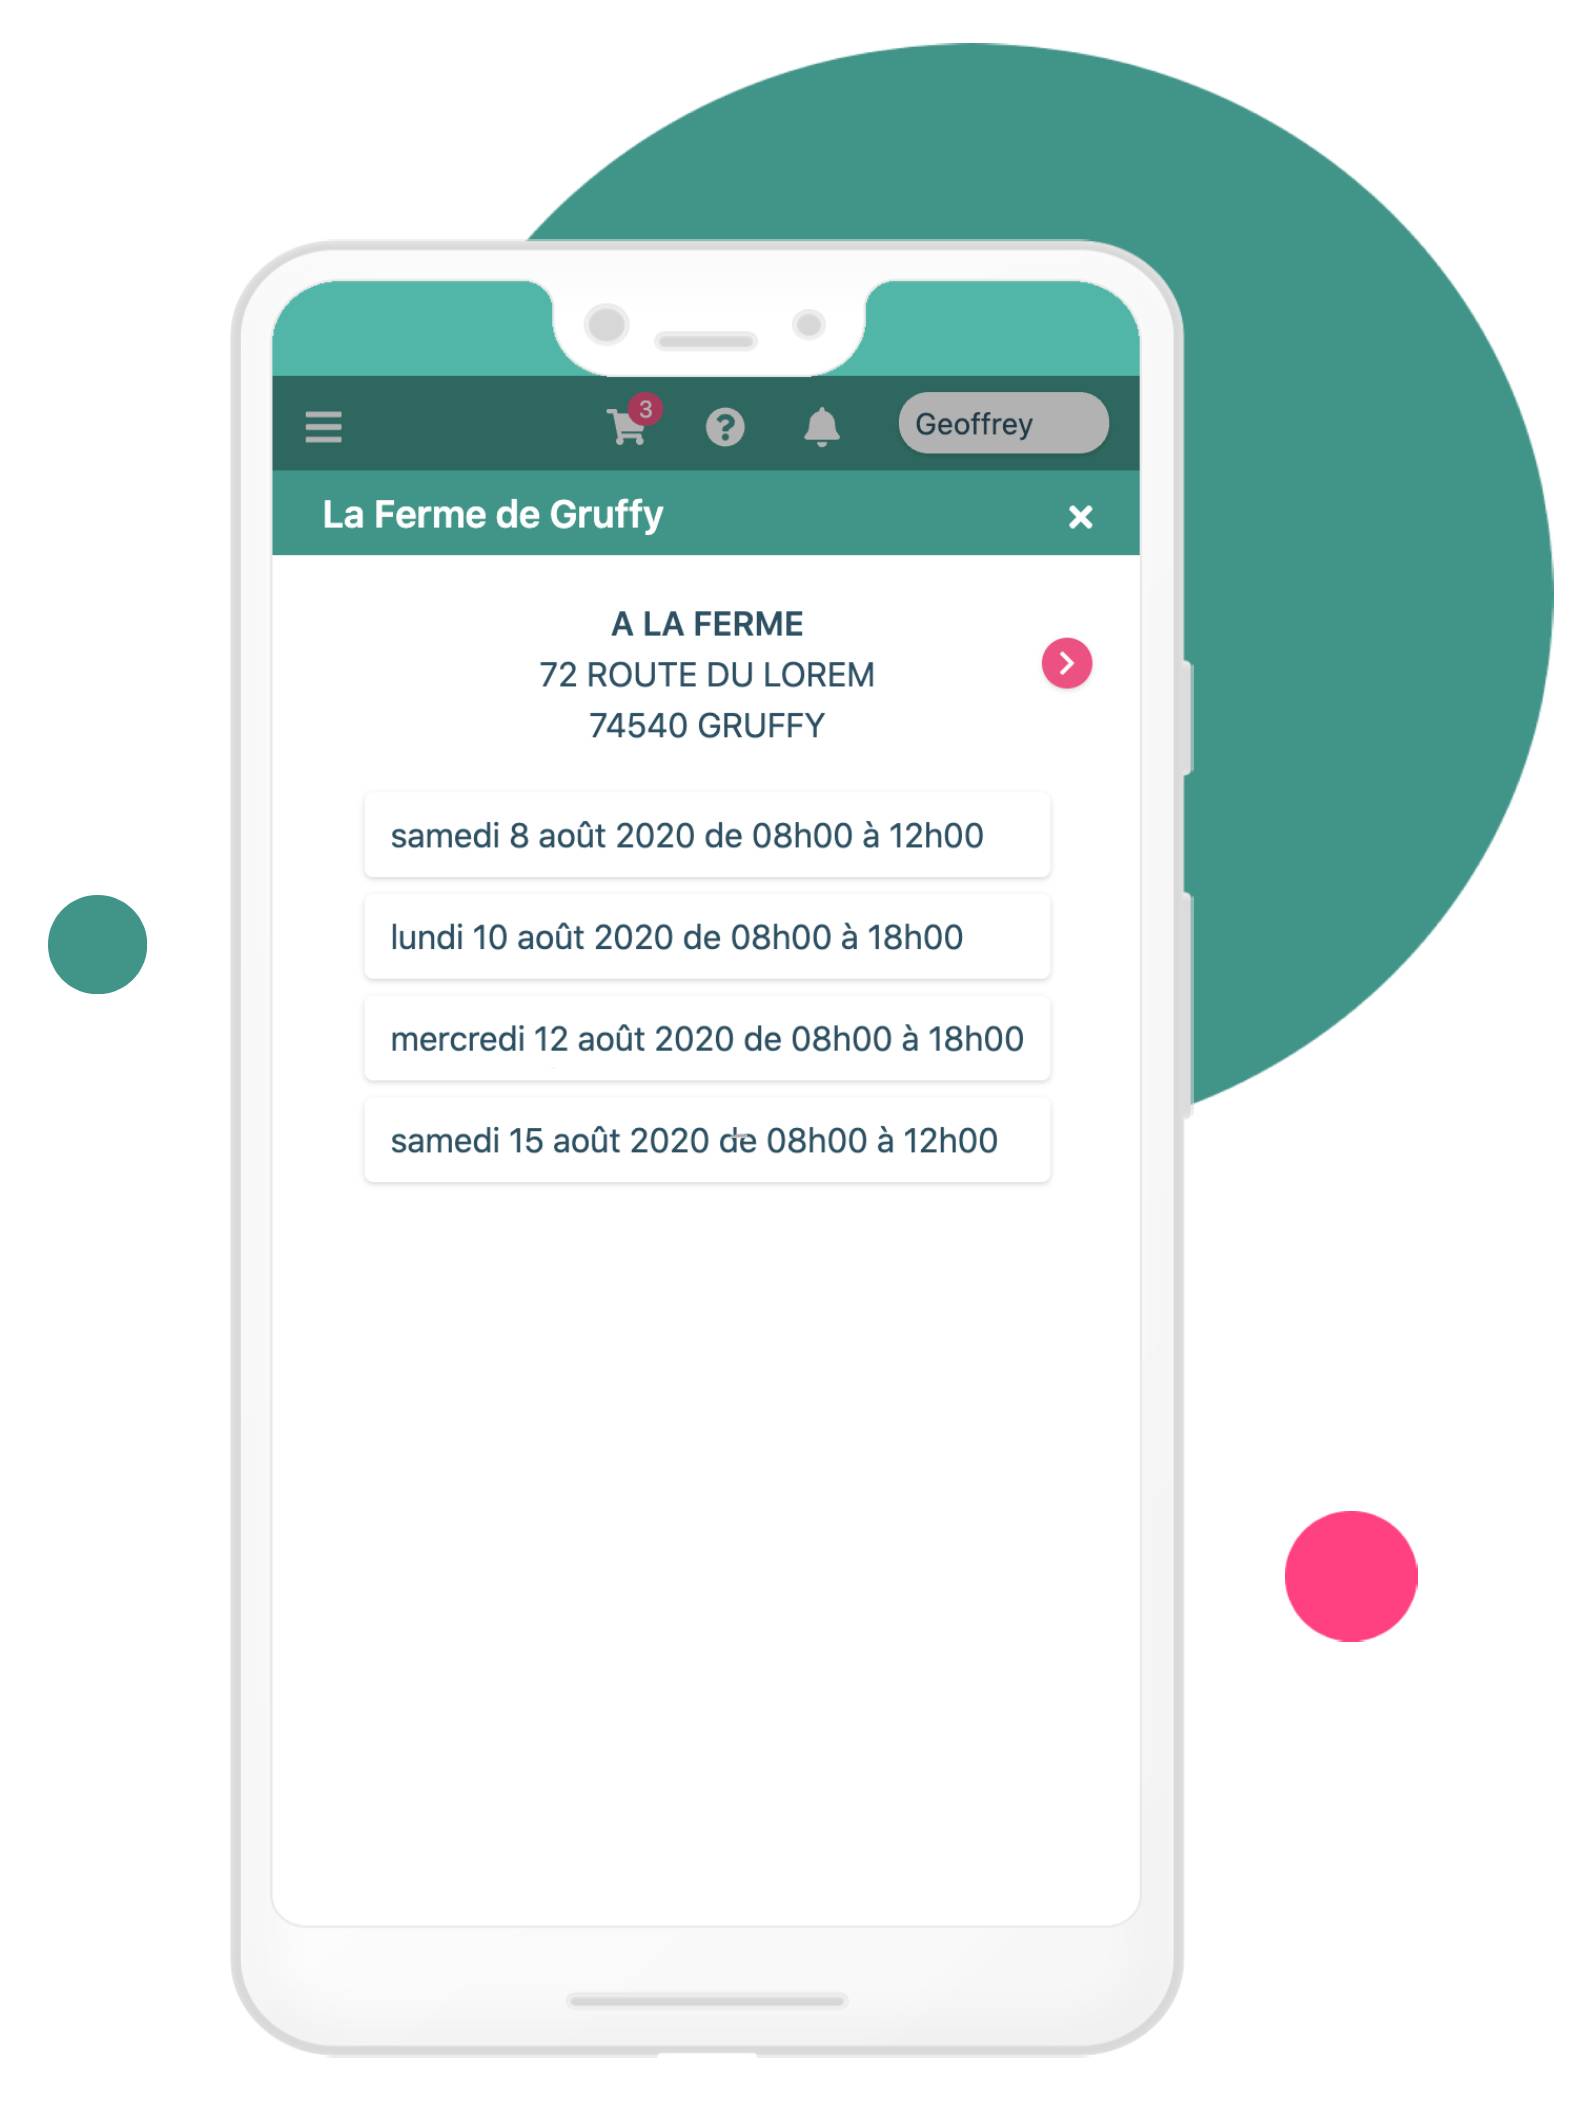 3
Geoffrey
La Ferme de Gruffy
A LA FERME
72 ROUTE DU LOREM
74540 GRUFFY
samedi 8 août 2020 de 08h00 à 12h00
lundi 10 août 2020 de 08h00 à 18h00
mercredi 12 août 2020 de 08h00 à 18h00
samedi 15 août 2020 de 08h00 à 12h00